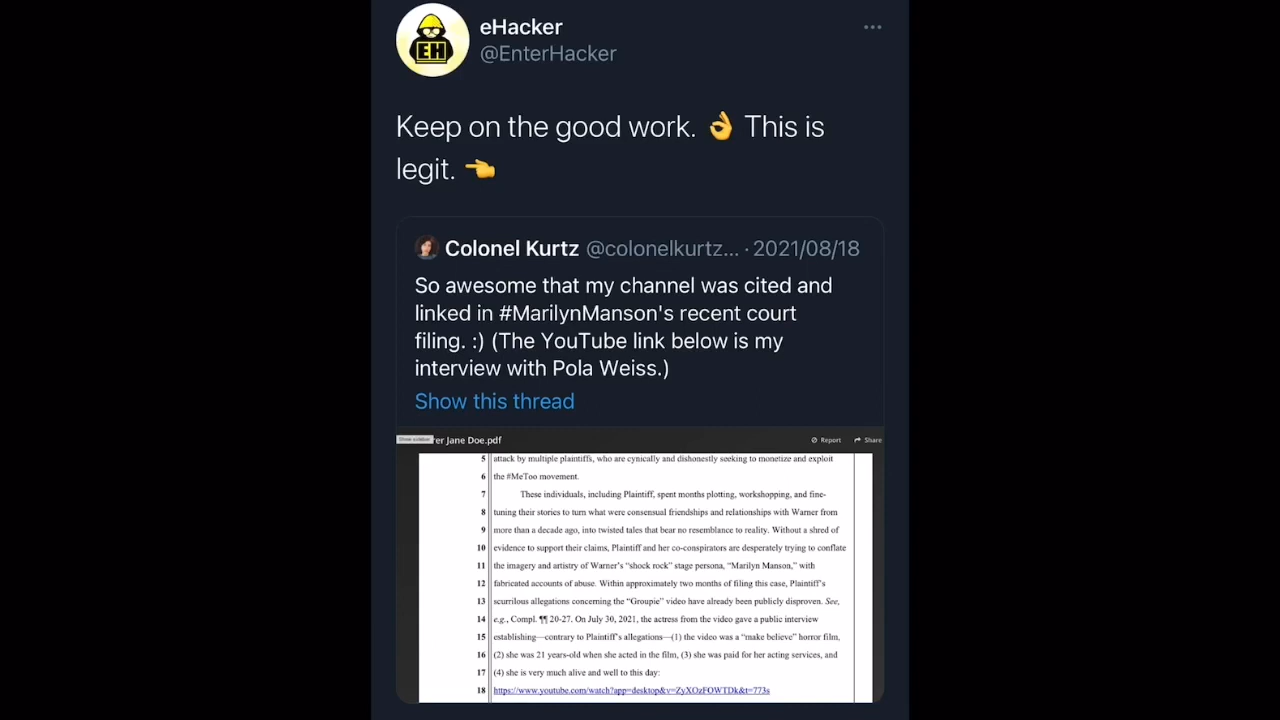 EH
eHacker
@EnterHacker
Keep on the good work. 👌 This is
legit. 👈
Colonel Kurtz @colonelkurtz... · 2021/08/18
So awesome that my channel was cited and
linked in #MarilynManson's recent court
filing. :) (The YouTube link below is my
interview with Pola Weiss.)
Show this thread
Show sidebar er Jane Doe.pdf Report Share
5 attack by multiple plaintiffs, who are cynically and dishonestly seeking to monetize and exploit
6 the #MeToo movement.
7 These individuals, including Plaintiff, spent months plotting, workshopping, and fine-
8 tuning their stories to turn what were consensual friendships and relationships with Warner from
9 more than a decade ago, into twisted tales that bear no resemblance to reality. Without a shred of
10 evidence to support their claims, Plaintiff and her co-conspirators are desperately trying to conflate
11 the imagery and artistry of Warner's "shock rock" stage persona, "Marilyn Manson," with
12 fabricated accounts of abuse. Within approximately two months of filing this case, Plaintiff's
13 scurrilous allegations concerning the "Groupie" video have already been publicly disproven. See,
14 e.g., Compl. ¶¶ 20-27. On July 30, 2021, the actress from the video gave a public interview
15 establishing—contrary to Plaintiff's allegations—(1) the video was a "make believe" horror film,
16 (2) she was 21 years-old when she acted in the film, (3) she was paid for her acting services, and
17 (4) she is very much alive and well to this day:
18 https://www.youtube.com/watch?app=desktop&v=ZyXOzFOWTDk&t=773s